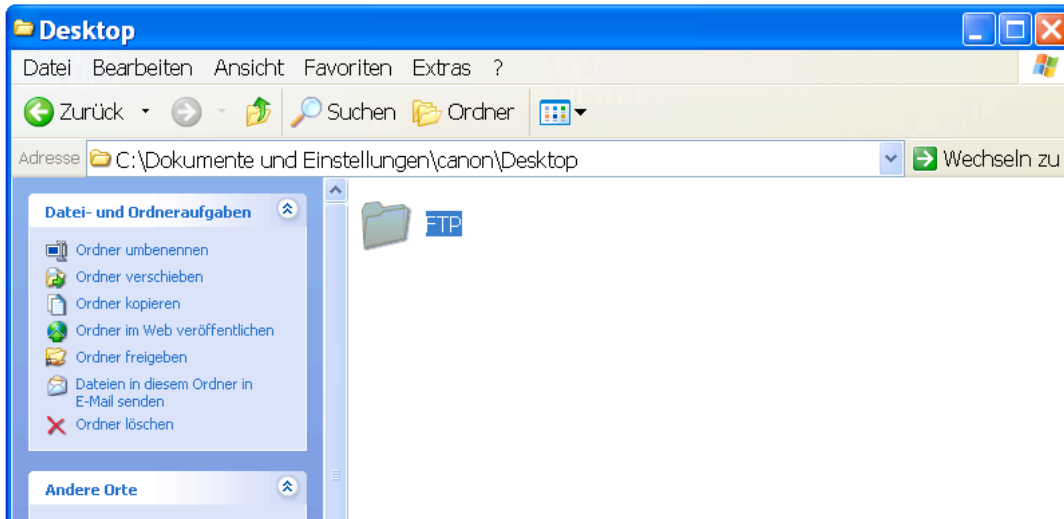 Desktop
Datei Bearbeiten Ansicht Favoriten Extras ?
Zurück Suchen Ordner
Adresse C:\Dokumente und Einstellungen\canon\Desktop Wechseln zu
Datei- und Ordneraufgaben
Ordner umbenennen
Ordner verschieben
Ordner kopieren
Ordner im Web veröffentlichen
Ordner freigeben
Dateien in diesem Ordner in
E-Mail senden
Ordner löschen
Andere Orte
FTP